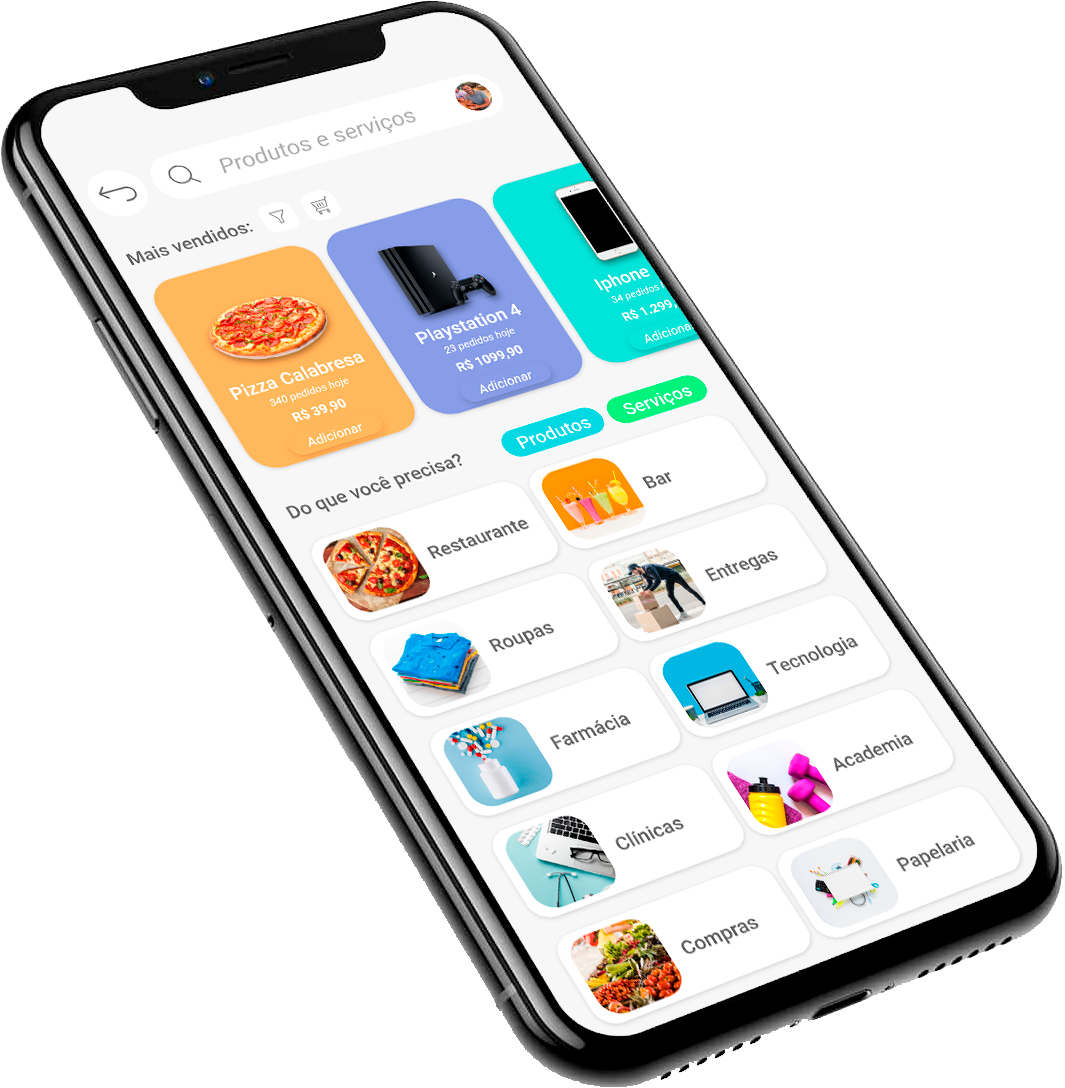 Produtos e serviços
Mais vendidos:
Pizza Calabresa
340 pedidos hoje
R$ 39,90
Adicionar
Playstation 4
23 pedidos hoje
R$ 1099,90
Adicionar
Iphone
34 pedidos
R$ 1.299,
Adiciona
Produtos
Serviços
Do que você precisa?
Restaurante
Bar
Roupas
Entregas
Farmácia
Tecnologia
Clínicas
Academia
Compras
Papelaria